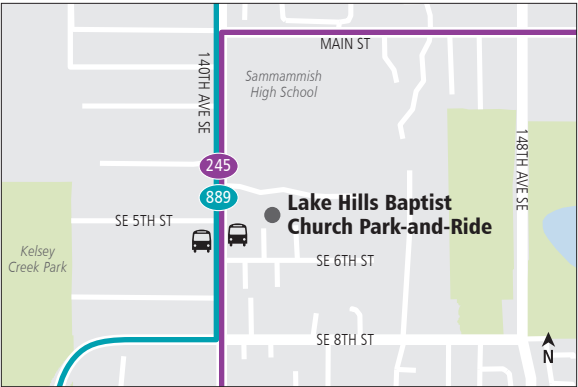 MAIN ST
140TH AVE SE
Sammammish
High School
148TH AVE SE
245
889
Lake Hills Baptist
Church Park-and-Ride
SE 5TH ST
Kelsey
Creek Park
SE 6TH ST
SE 8TH ST
N